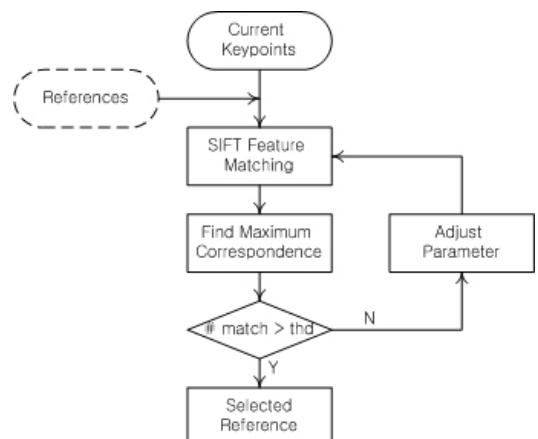 Current
Keypoints
References
SIFT Feature
Matching
Find Maximum
Correspondence
Adjust
Parameter
# match > thd
N
Y
Selected
Reference